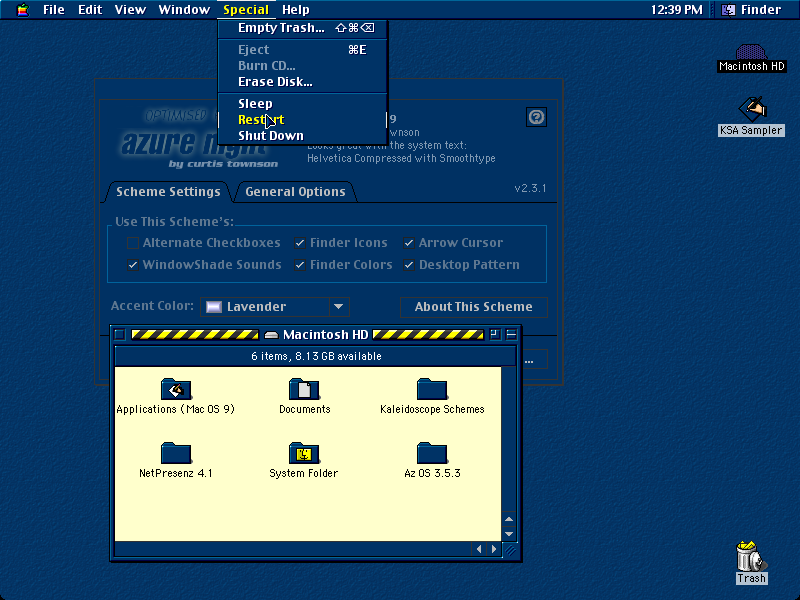 File Edit View Window Special Help 12:39 PM Finder
Empty Trash... ⇧⌘⌫
Eject ⌘E
Burn CD...
Erase Disk...
Sleep
Restart
Shut Down
Macintosh HD
KSA Sampler
OPTIMISED
azure night
by curtis townson
9
wnson
Looks great with the system text:
Helvetica Compressed with Smoothtype
v2.3.1
Scheme Settings General Options
Use This Scheme's:
Alternate Checkboxes Finder Icons Arrow Cursor
WindowShade Sounds Finder Colors Desktop Pattern
Accent Color: Lavender About This Scheme
...
Macintosh HD
6 items, 8.13 GB available
Applications (Mac OS 9) Documents Kaleidoscope Schemes
NetPresenz 4.1 System Folder Az OS 3.5.3
Trash